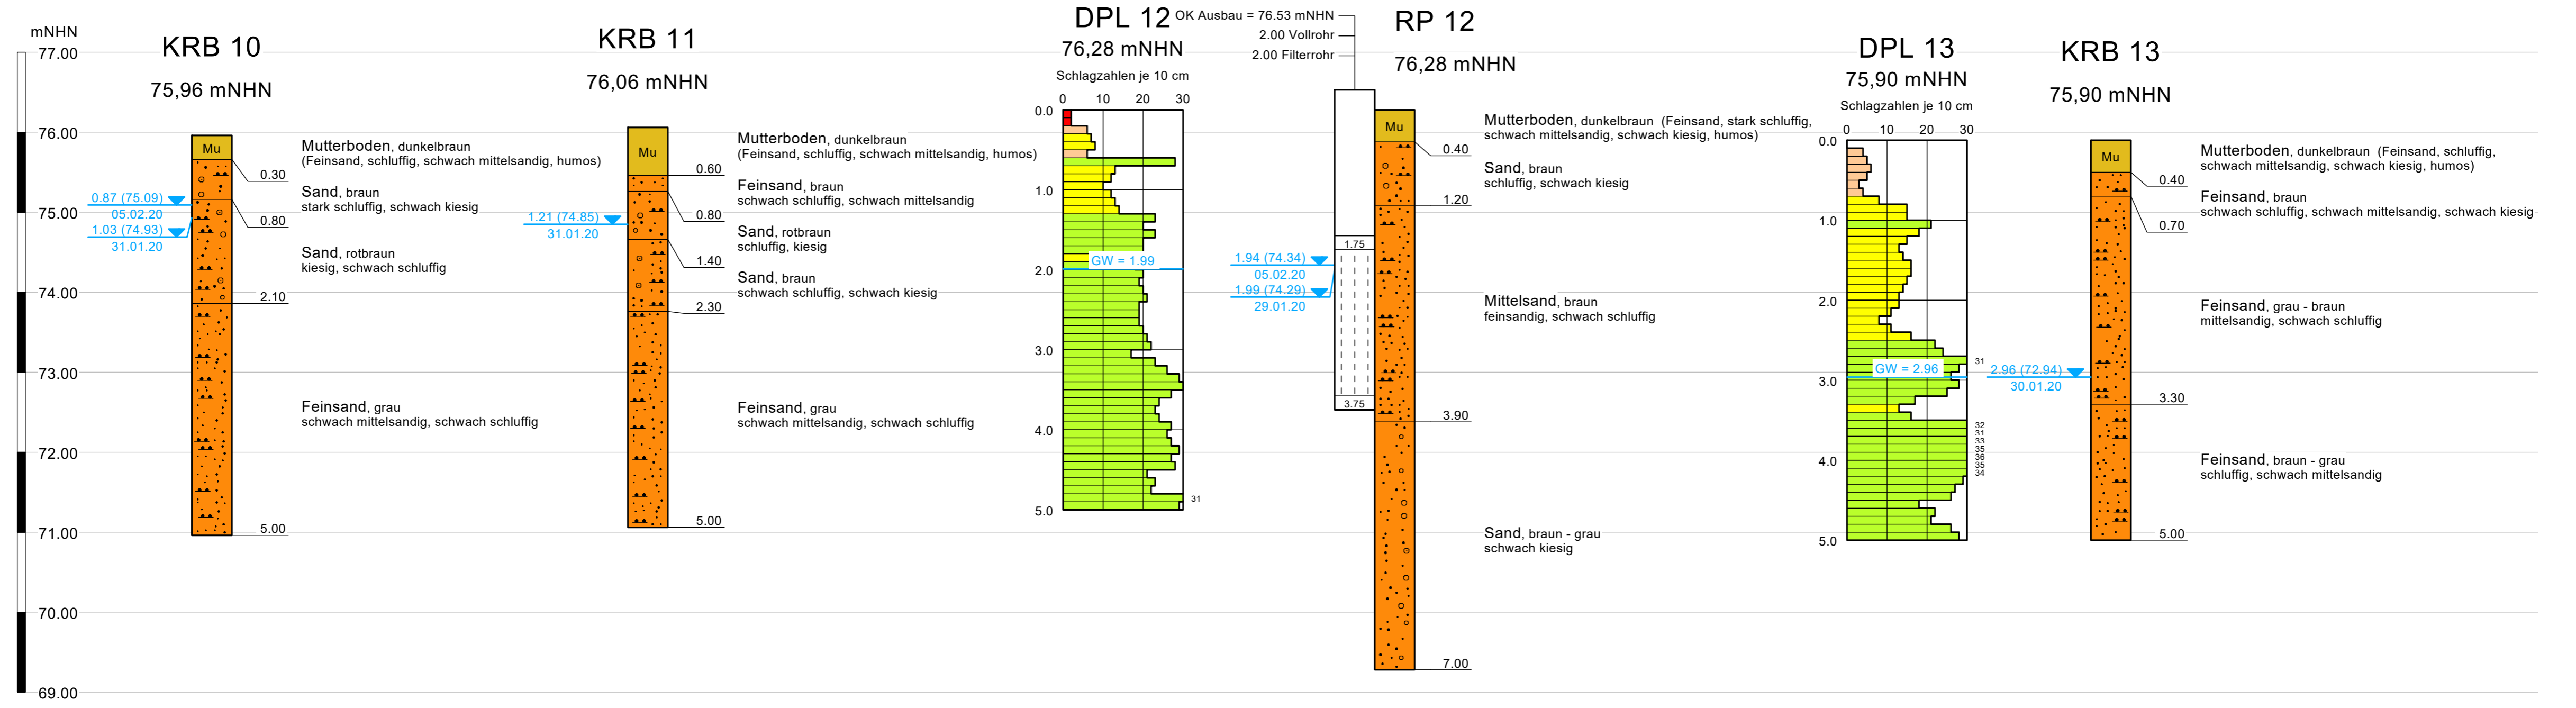 mNHN
77.00
76.00
75.00
74.00
73.00
72.00
71.00
70.00
69.00
KRB 10
75,96 mNHN
Mu
0.87 (75.09)
05.02.20
1.03 (74.93)
31.01.20
0.30
0.80
2.10
5.00
Mutterboden, dunkelbraun
(Feinsand, schluffig, schwach mittelsandig, humos)
Sand, braun
stark schluffig, schwach kiesig
Sand, rotbraun
kiesig, schwach schluffig
Feinsand, grau
schwach mittelsandig, schwach schluffig
KRB 11
76,06 mNHN
Mu
1.21 (74.85)
31.01.20
0.60
0.80
1.40
2.30
5.00
Mutterboden, dunkelbraun
(Feinsand, schluffig, schwach mittelsandig, humos)
Feinsand, braun
schwach schluffig, schwach mittelsandig
Sand, rotbraun
schluffig, kiesig
Sand, braun
schwach schluffig, schwach kiesig
Feinsand, grau
schwach mittelsandig, schwach schluffig
DPL 12
76,28 mNHN
Schlagzahlen je 10 cm
0 10 20 30
0.0
1.0
2.0
3.0
4.0
5.0
GW = 1.99
31
OK Ausbau = 76.53 mNHN
2.00 Vollrohr
2.00 Filterrohr
RP 12
76,28 mNHN
Mu
1.75
3.75
1.94 (74.34)
05.02.20
1.99 (74.29)
29.01.20
0.40
1.20
3.90
7.00
Mutterboden, dunkelbraun (Feinsand, stark schluffig,
schwach mittelsandig, schwach kiesig, humos)
Sand, braun
schluffig, schwach kiesig
Mittelsand, braun
feinsandig, schwach schluffig
Sand, braun - grau
schwach kiesig
DPL 13
75,90 mNHN
Schlagzahlen je 10 cm
0 10 20 30
0.0
1.0
2.0
3.0
4.0
5.0
GW = 2.96
31
32
31
33
35
36
35
34
KRB 13
75,90 mNHN
Mu
2.96 (72.94)
30.01.20
0.40
0.70
3.30
5.00
Mutterboden, dunkelbraun (Feinsand, schluffig,
schwach mittelsandig, schwach kiesig, humos)
Feinsand, braun
schwach schluffig, schwach mittelsandig, schwach kiesig
Feinsand, grau - braun
mittelsandig, schwach schluffig
Feinsand, braun - grau
schluffig, schwach mittelsandig